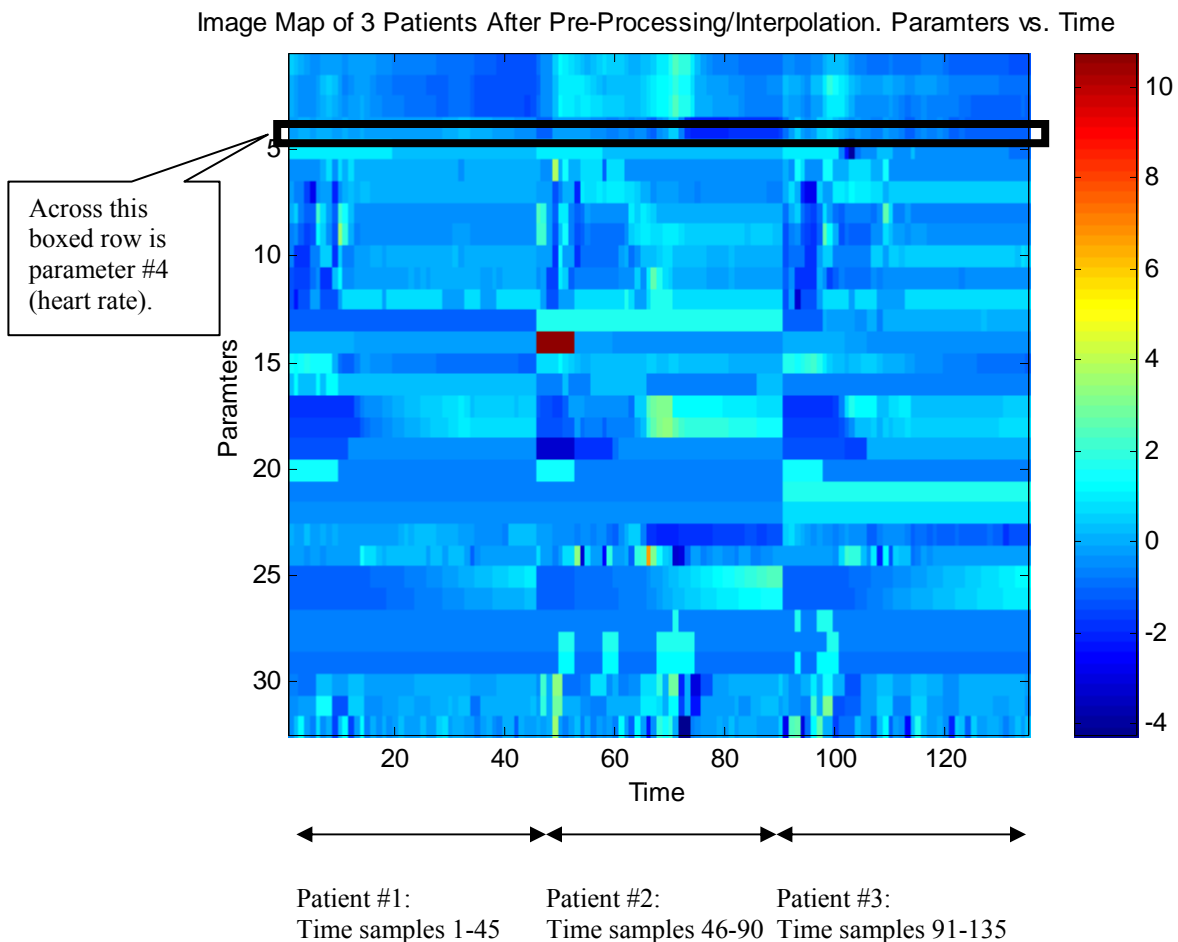 Image Map of 3 Patients After Pre-Processing/Interpolation. Paramters vs. Time
Across this
boxed row is
parameter #4
(heart rate).
Paramters
5
10
15
20
25
30
20
40
60
80
100
120
Time
10
8
6
4
2
0
-2
-4
Patient #1:
Time samples 1-45
Patient #2:
Time samples 46-90
Patient #3:
Time samples 91-135